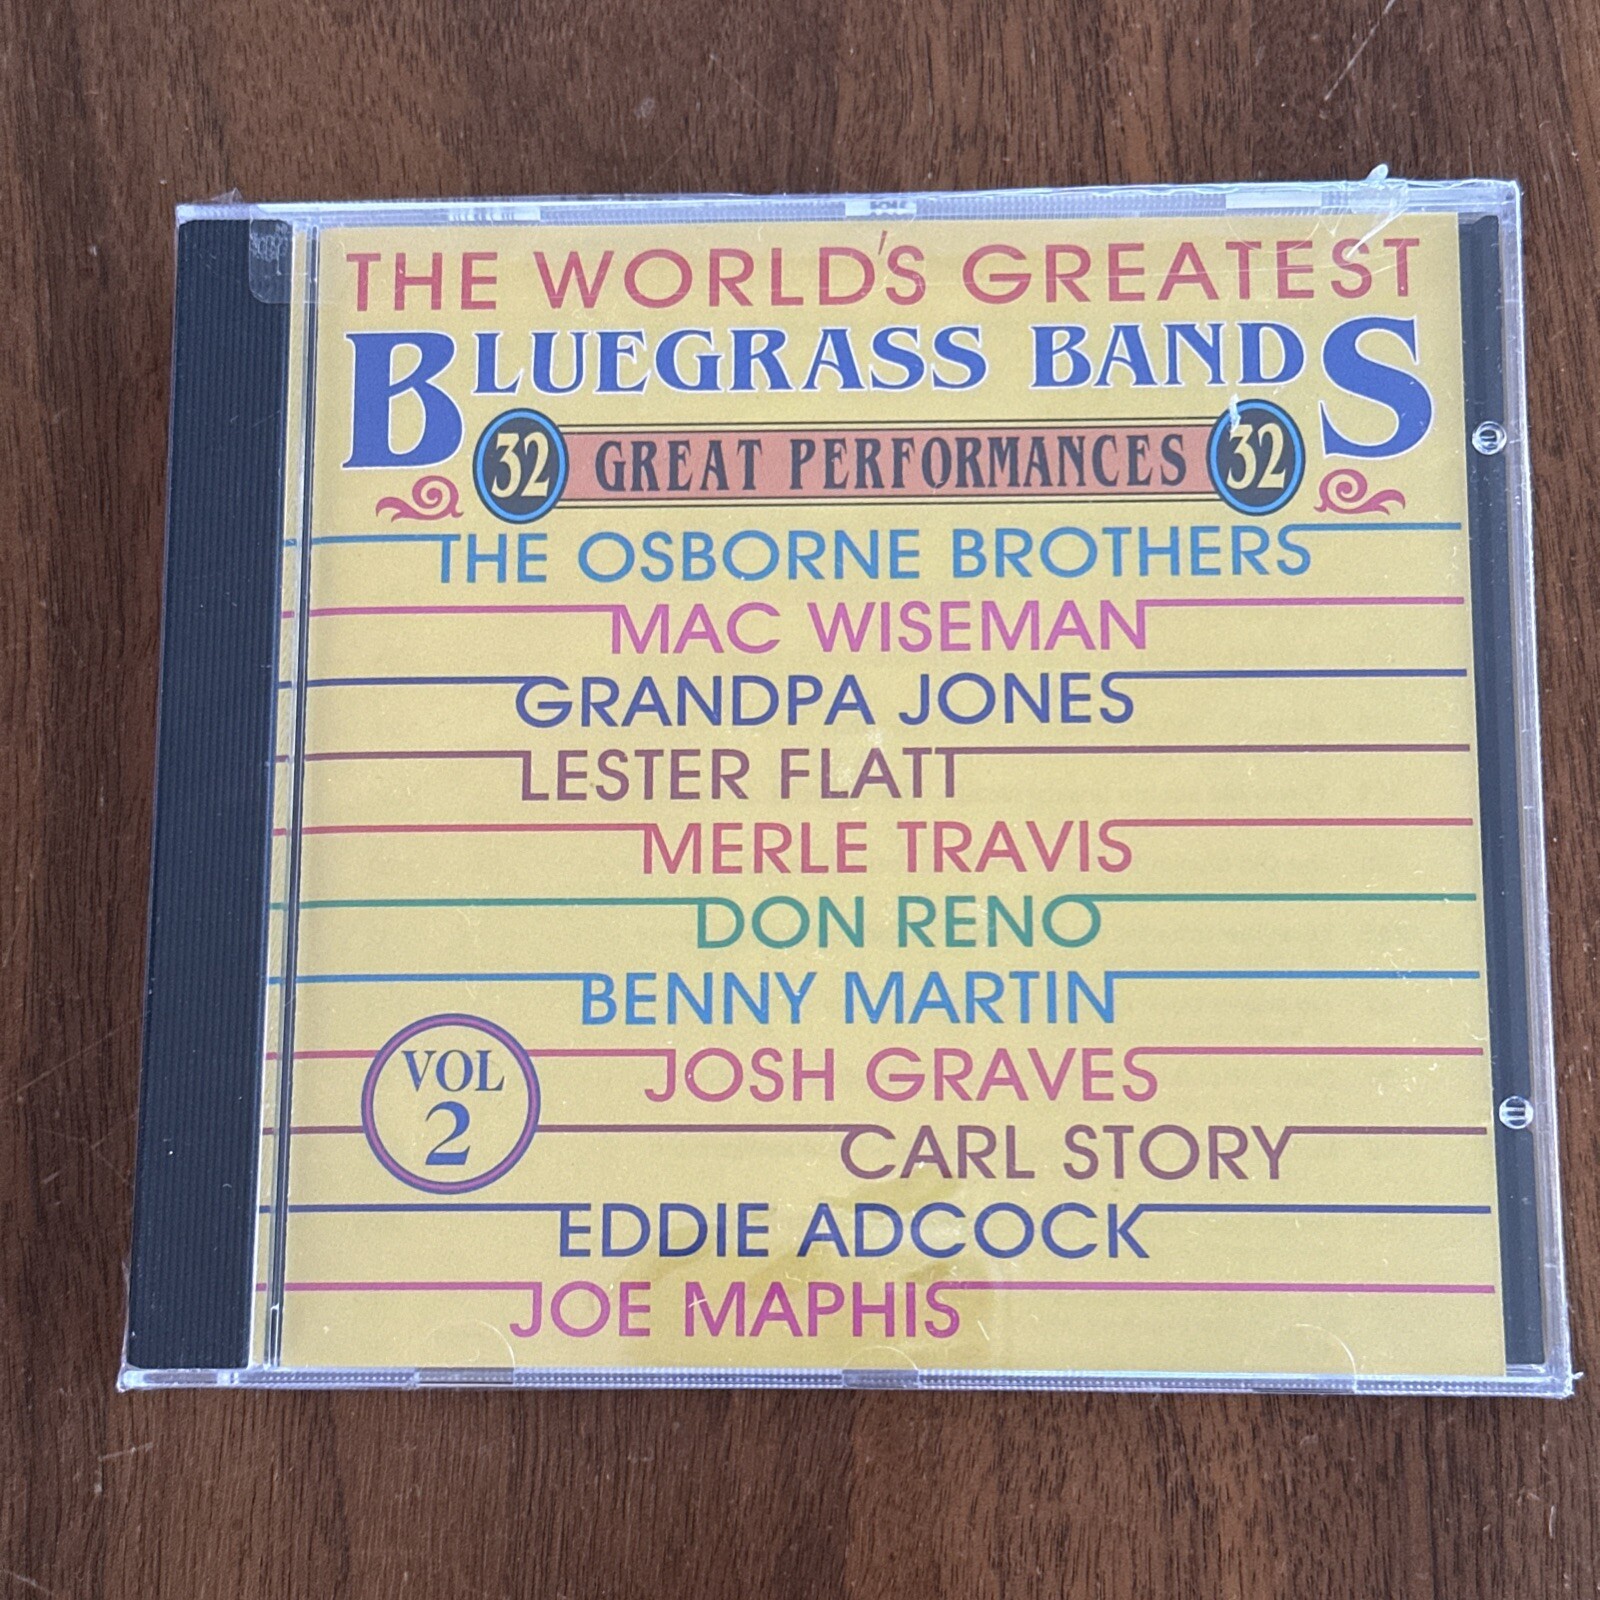 THE WORLD'S GREATEST
BLUEGRASS BANDS
32 GREAT PERFORMANCES 32
THE OSBORNE BROTHERS
MAC WISEMAN
GRANDPA JONES
LESTER FLATT
MERLE TRAVIS
DON RENO
BENNY MARTIN
JOSH GRAVES
CARL STORY
EDDIE ADCOCK
JOE MAPHIS
VOL
2